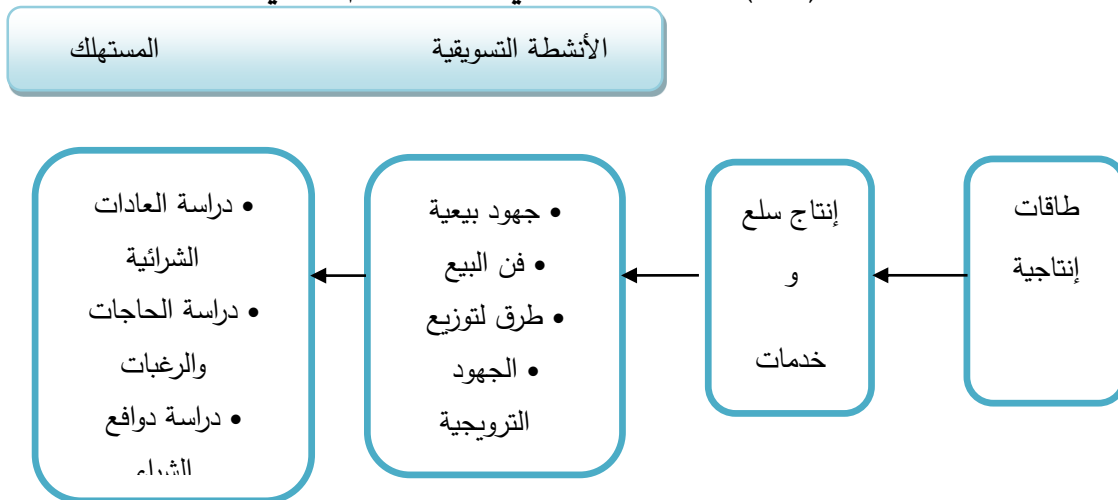 الأنشطة التسويقية المستهلك
طاقات
إنتاجية
إنتاج سلع
و
خدمات
• جهود بيعية
• فن البيع
• طرق لتوزيع
• الجهود
الترويجية
• دراسة العادات
الشرائية
• دراسة الحاجات
والرغبات
• دراسة دوافع
الشراء